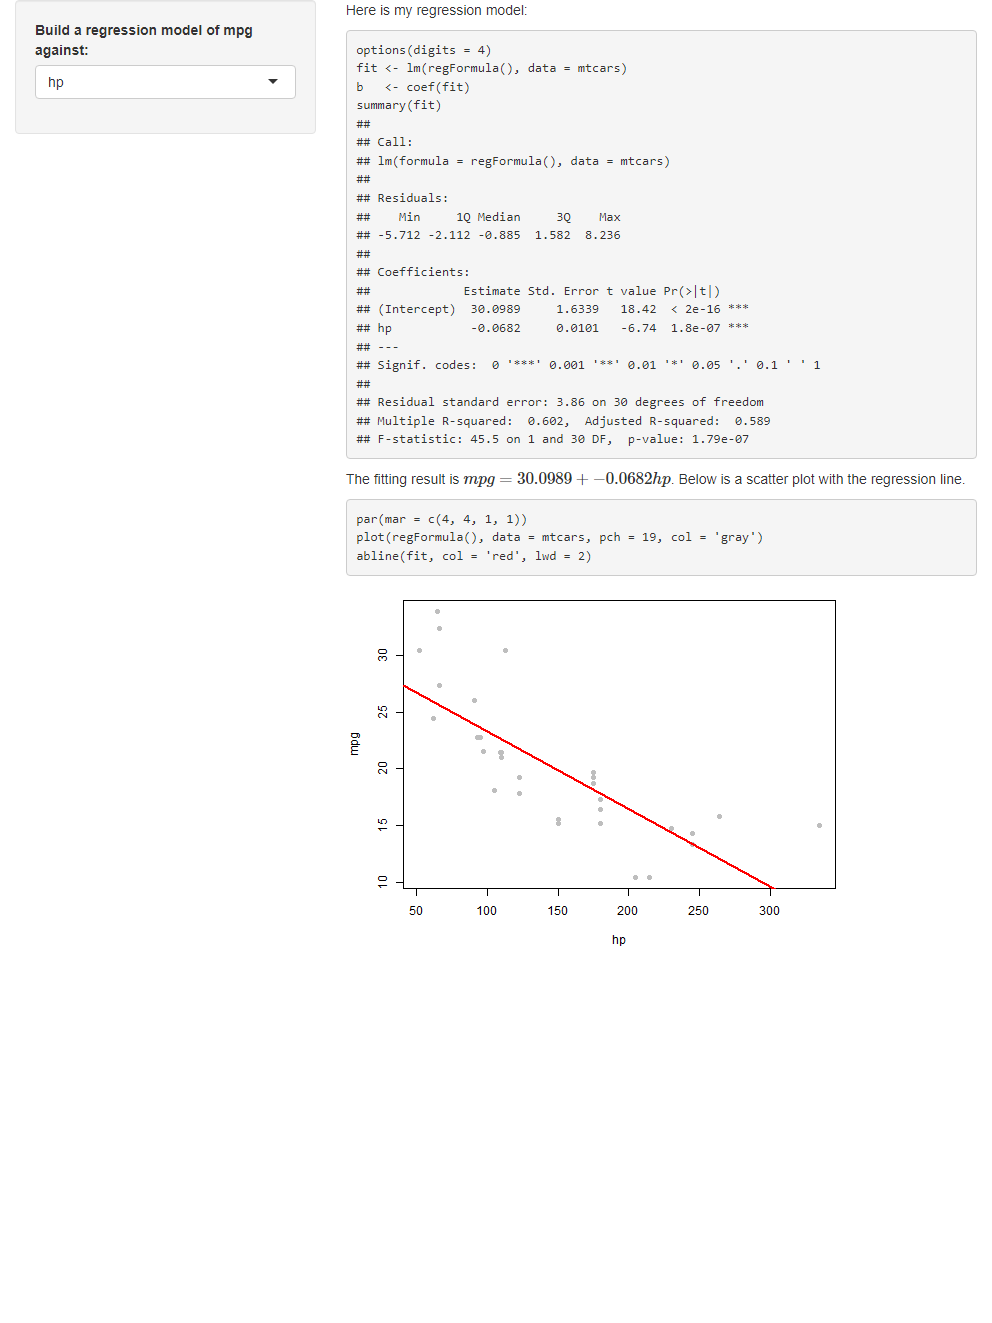 Build a regression model of mpg
against:
hp
Here is my regression model:
options(digits = 4)
fit <- lm(regFormula(), data = mtcars)
b   <- coef(fit)
summary(fit)
##
## Call:
## lm(formula = regFormula(), data = mtcars)
##
## Residuals:
##    Min     1Q Median     3Q    Max
## -5.712 -2.112 -0.885  1.582  8.236
##
## Coefficients:
##             Estimate Std. Error t value Pr(>|t|)
## (Intercept)  30.0989     1.6339   18.42  < 2e-16 ***
## hp           -0.0682     0.0101   -6.74  1.8e-07 ***
## ---
## Signif. codes:  0 '***' 0.001 '**' 0.01 '*' 0.05 '.' 0.1 ' ' 1
##
## Residual standard error: 3.86 on 30 degrees of freedom
## Multiple R-squared:  0.602,  Adjusted R-squared:  0.589
## F-statistic: 45.5 on 1 and 30 DF,  p-value: 1.79e-07
The fitting result is mpg = 30.0989 + −0.0682hp. Below is a scatter plot with the regression line.
par(mar = c(4, 4, 1, 1))
plot(regFormula(), data = mtcars, pch = 19, col = 'gray')
abline(fit, col = 'red', lwd = 2)
30
25
20
15
10
mpg
50 100 150 200 250 300
hp